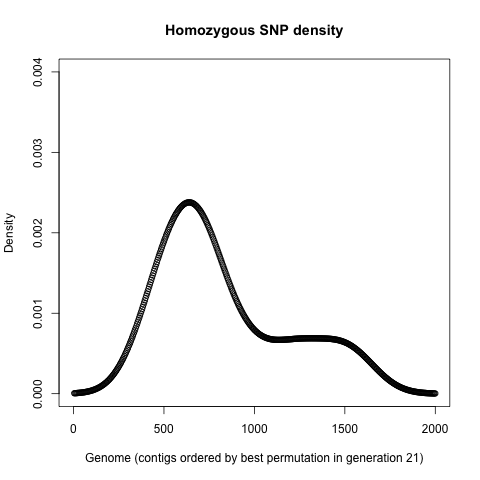 Homozygous SNP density
0.004
0.003
0.002
0.001
0.000
Density
0 500 1000 1500 2000
Genome (contigs ordered by best permutation in generation 21)